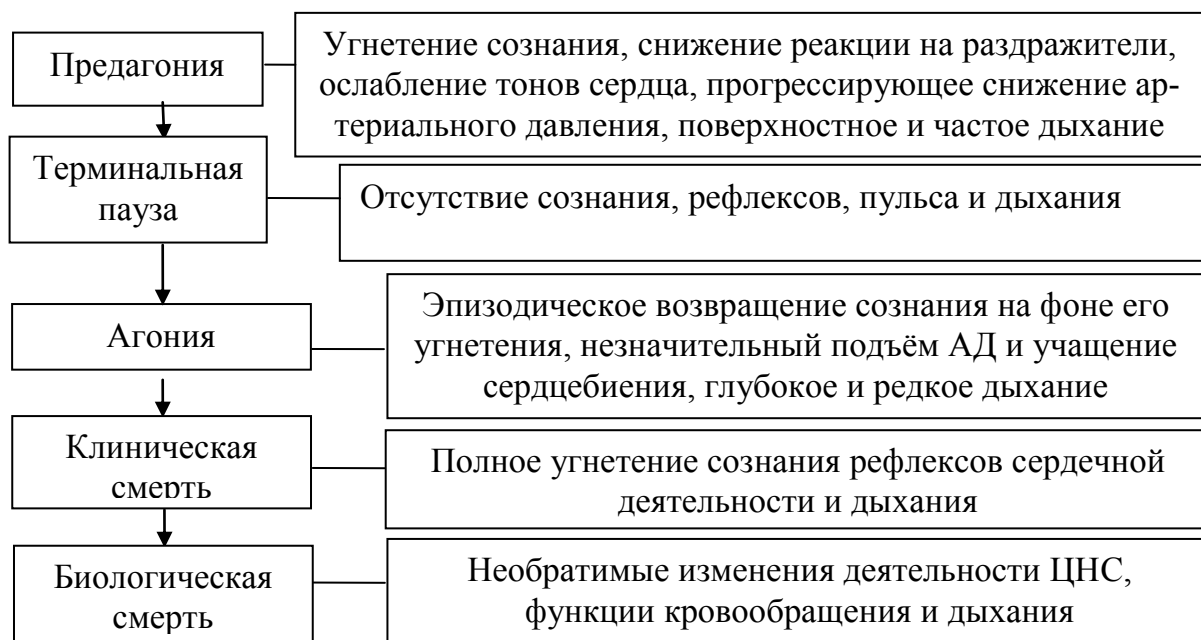 Предагония
Угнетение сознания, снижение реакции на раздражители,
ослабление тонов сердца, прогрессирующее снижение ар-
териального давления, поверхностное и частое дыхание
Терминальная
пауза
Отсутствие сознания, рефлексов, пульса и дыхания
Агония
Эпизодическое возвращение сознания на фоне его
угнетения, незначительный подъём АД и учащение
сердцебиения, глубокое и редкое дыхание
Клиническая
смерть
Полное угнетение сознания рефлексов сердечной
деятельности и дыхания
Биологическая
смерть
Необратимые изменения деятельности ЦНС,
функции кровообращения и дыхания